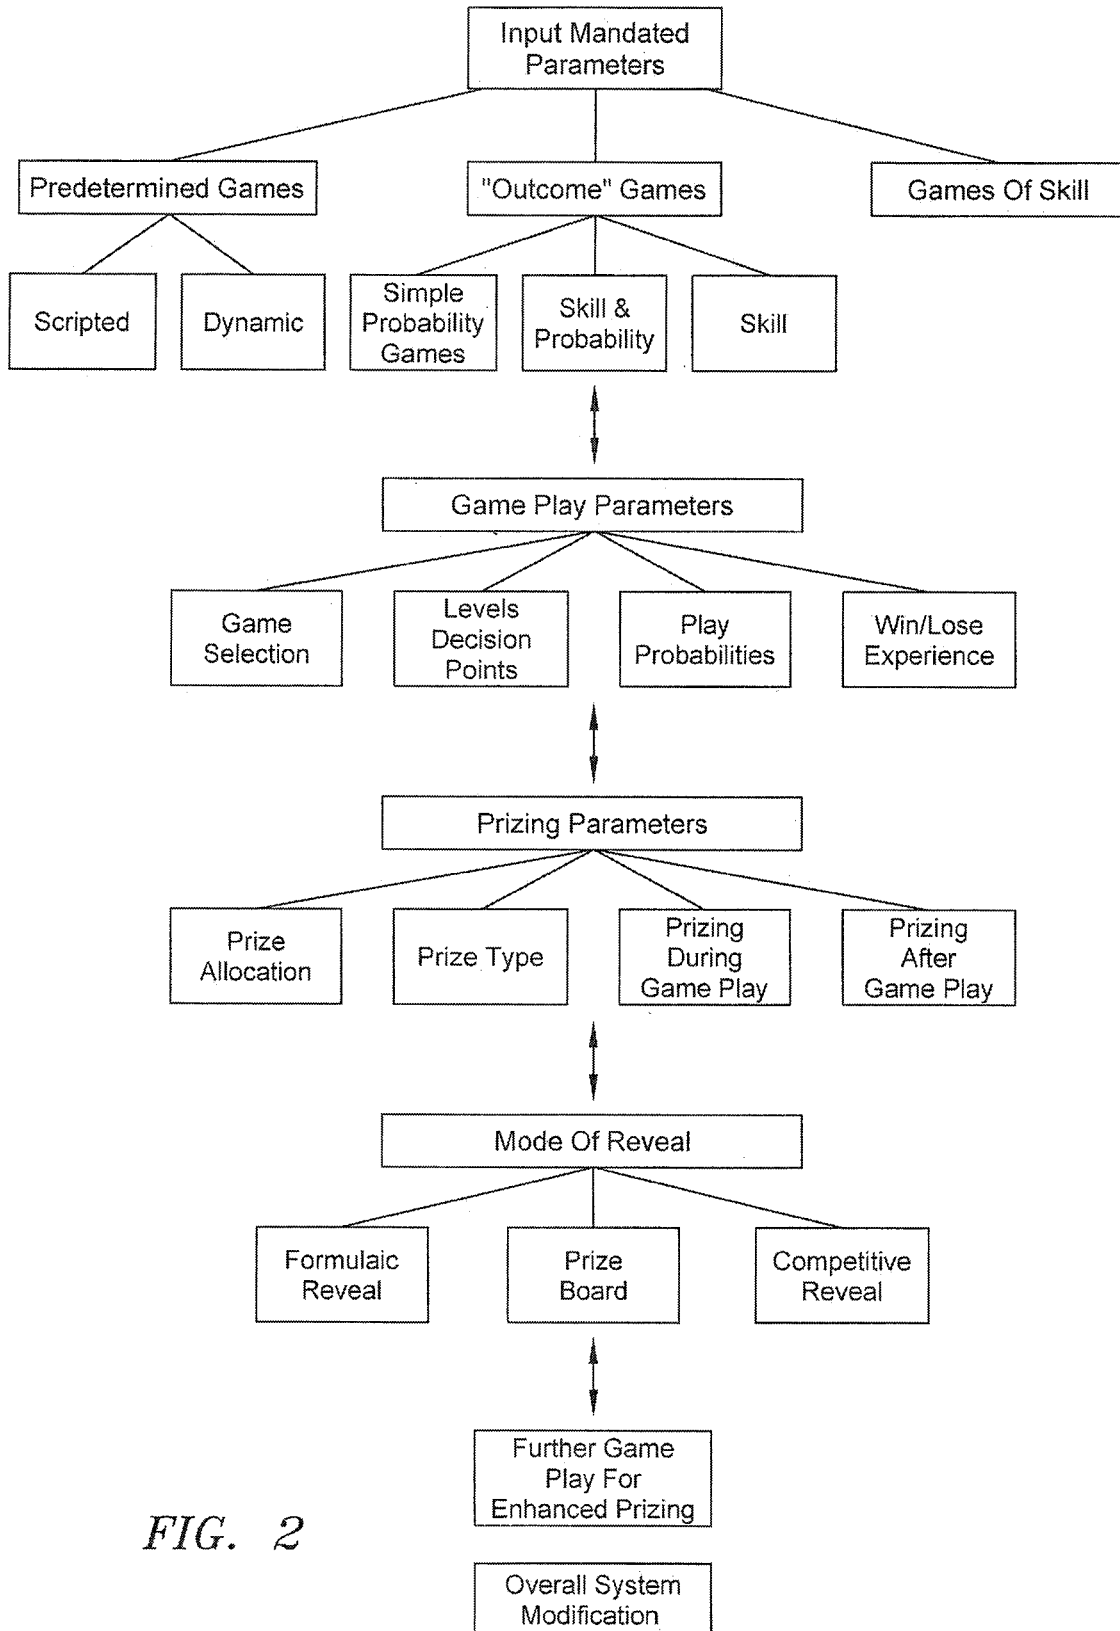 Input Mandated
Parameters
Predetermined Games
"Outcome" Games
Games Of Skill
Scripted
Dynamic
Simple
Probability
Games
Skill &
Probability
Skill
Game Play Parameters
Game
Selection
Levels
Decision
Points
Play
Probabilities
Win/Lose
Experience
Prizing Parameters
Prize
Allocation
Prize Type
Prizing
During
Game Play
Prizing
After
Game Play
Mode Of Reveal
Formulaic
Reveal
Prize
Board
Competitive
Reveal
Further Game
Play For
Enhanced Prizing
FIG. 2
Overall System
Modification